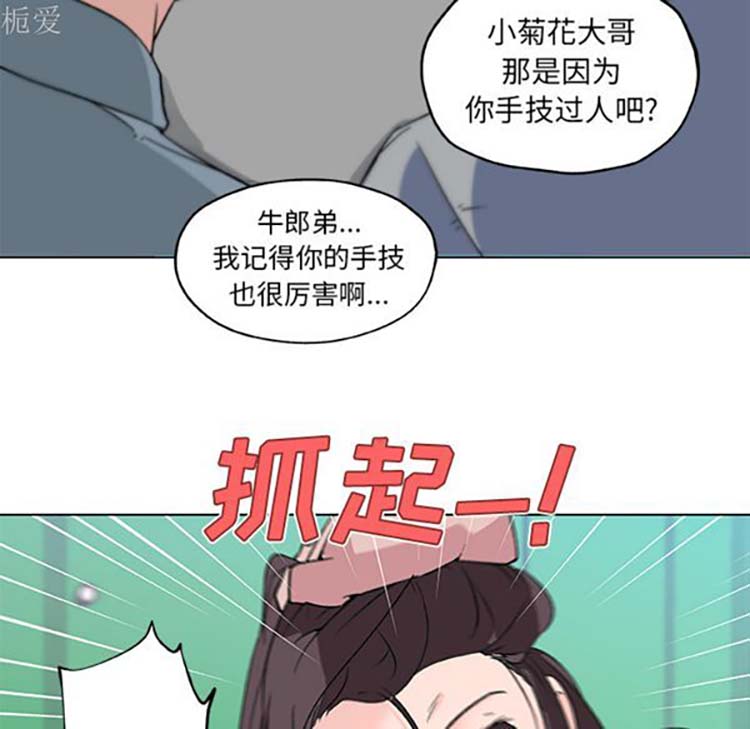 栀爱
小菊花大哥
那是因为
你手技过人吧?
牛郎弟...
我记得你的手技
也很厉害啊...
抓起—!